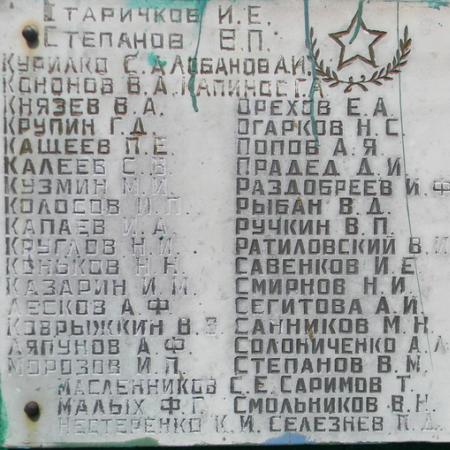 СТАРИЧКОВ И.Е.
СТЕПАНОВ В.П.
КУРИЛКО С.А ЛОБАНОВ А.И
КОНОНОВ В.А. КАПИНОС Г.А
КНЯЗЕВ В.А. ОРЕХОВ Е.А
КРУПИН Г.Д. ОГАРКОВ Н.С.
КАЩЕЕВ П.Е. ПОПОВ А.Я
КАЛЕЕВ С.В. ПРАДЕД Д.И
КУЗМИН М.И. РАЗДОБРЕЕВ И.Ф
КОЛОСОВ И.П. РЫБАН В.Д.
КАПАЕВ И.А. РУЧКИН В.П.
КРУГЛОВ Н.И. РАТИЛОВСКИЙ В.И
КОНЬКОВ Н.Н. САВЕНКОВ И.Е
КАЗАРИН И.М. СМИРНОВ Н.И.
ЛЕСКОВ А.Ф. СЕГИТОВА А.И.
КОВРЫЖКИН В. САННИКОВ М.Н.
ЛЯПУНОВ А.Ф. СОЛОНИЧЕНКО Д.А
МОРОЗОВ И.П. СТЕПАНОВ В.М.
МАСЛЕННИКОВ С.Е. САРИМОВ Т.
МАЛЫХ Ф.Г. СМОЛЬНИКОВ В.Н.
НЕСТЕРЕНКО К.И. СЕЛЕЗНЕВ П.Д.